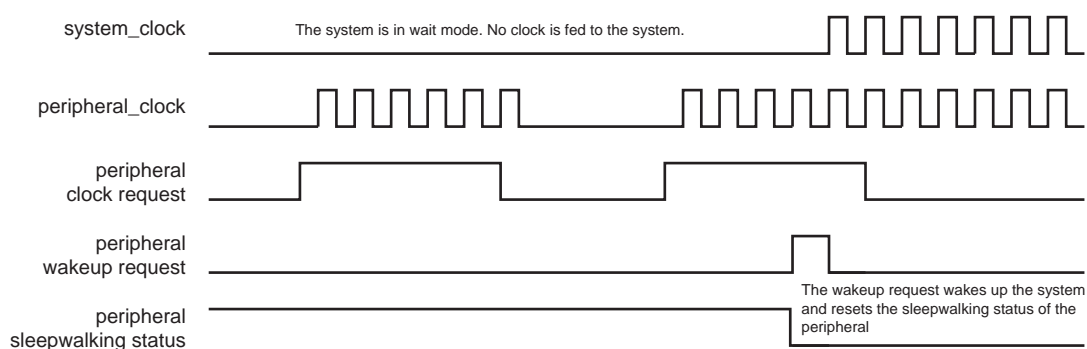 system_clock
The system is in wait mode. No clock is fed to the system.
peripheral_clock
peripheral
clock request
peripheral
wakeup request
The wakeup request wakes up the system
and resets the sleepwalking status of the
peripheral
peripheral
sleepwalking status